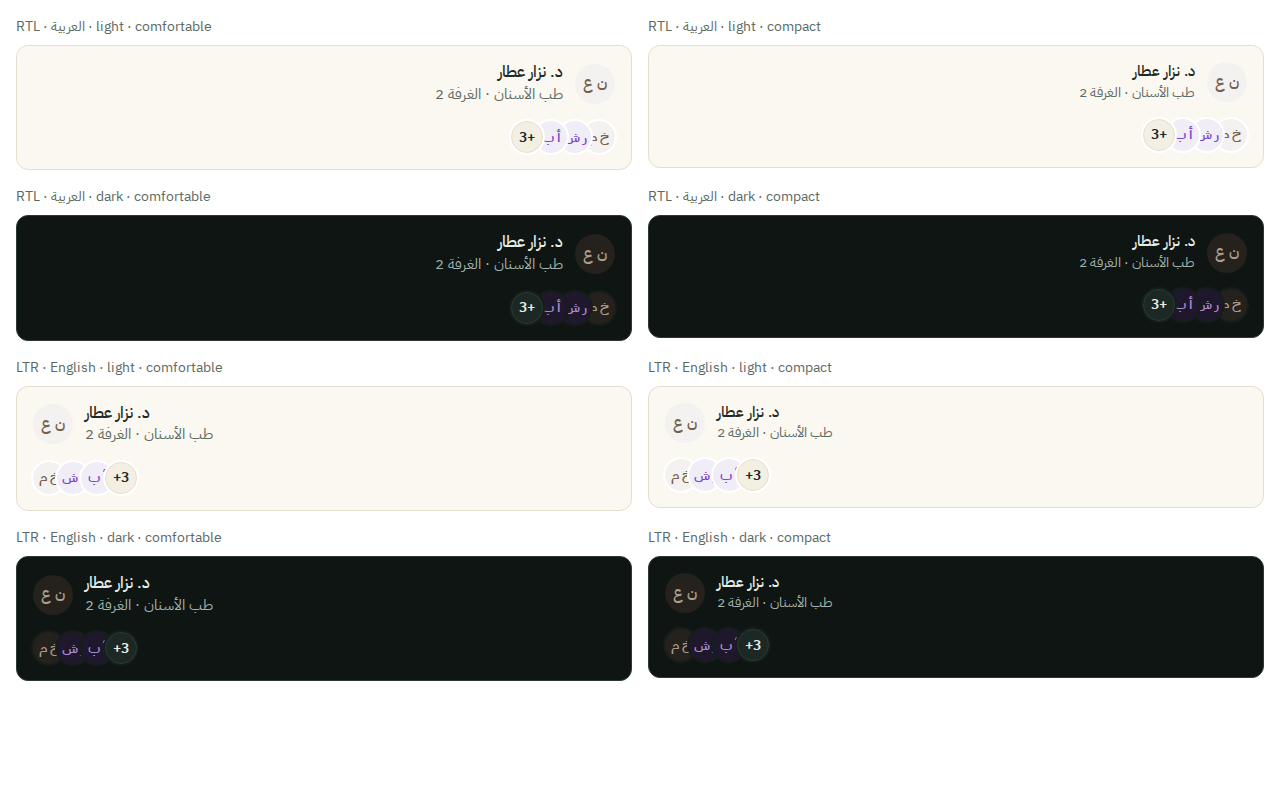 RTL · العربية · light · comfortable
ن ع
د. نزار عطار
طب الأسنان · الغرفة 2
خ
ر ش
أ ب
3+
RTL · العربية · light · compact
ن ع
د. نزار عطار
طب الأسنان · الغرفة 2
خ
ر ش
أ ب
3+
RTL · العربية · dark · comfortable
ن ع
د. نزار عطار
طب الأسنان · الغرفة 2
خ
ر ش
أ ب
3+
RTL · العربية · dark · compact
ن ع
د. نزار عطار
طب الأسنان · الغرفة 2
خ
ر ش
أ ب
3+
LTR · English · light · comfortable
ن ع
د. نزار عطار
طب الأسنان · الغرفة 2
م
ش
ب
+3
LTR · English · light · compact
ن ع
د. نزار عطار
طب الأسنان · الغرفة 2
م
ش
ب
+3
LTR · English · dark · comfortable
ن ع
د. نزار عطار
طب الأسنان · الغرفة 2
م
ش
ب
+3
LTR · English · dark · compact
ن ع
د. نزار عطار
طب الأسنان · الغرفة 2
م
ش
ب
+3